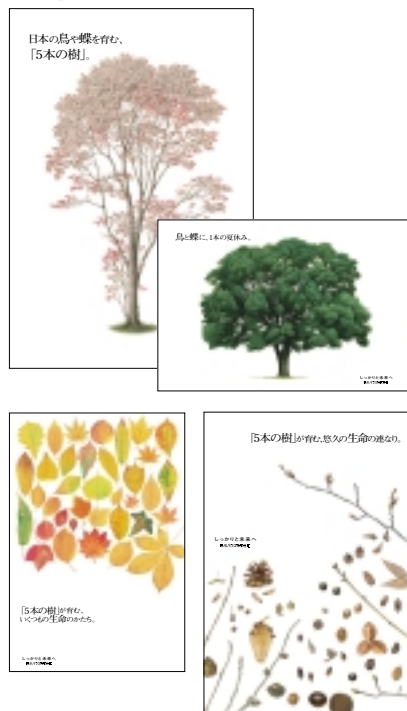 日本の鳥や蝶を育む、
「5本の樹」。
鳥と蝶に、1本の夏休み。
しっかりと未来へ
「5本の樹」が育む、
いくつもの生命のかたち。
しっかりと未来へ
「5本の樹」が育む、悠久の生命の連なり。
しっかりと未来へ